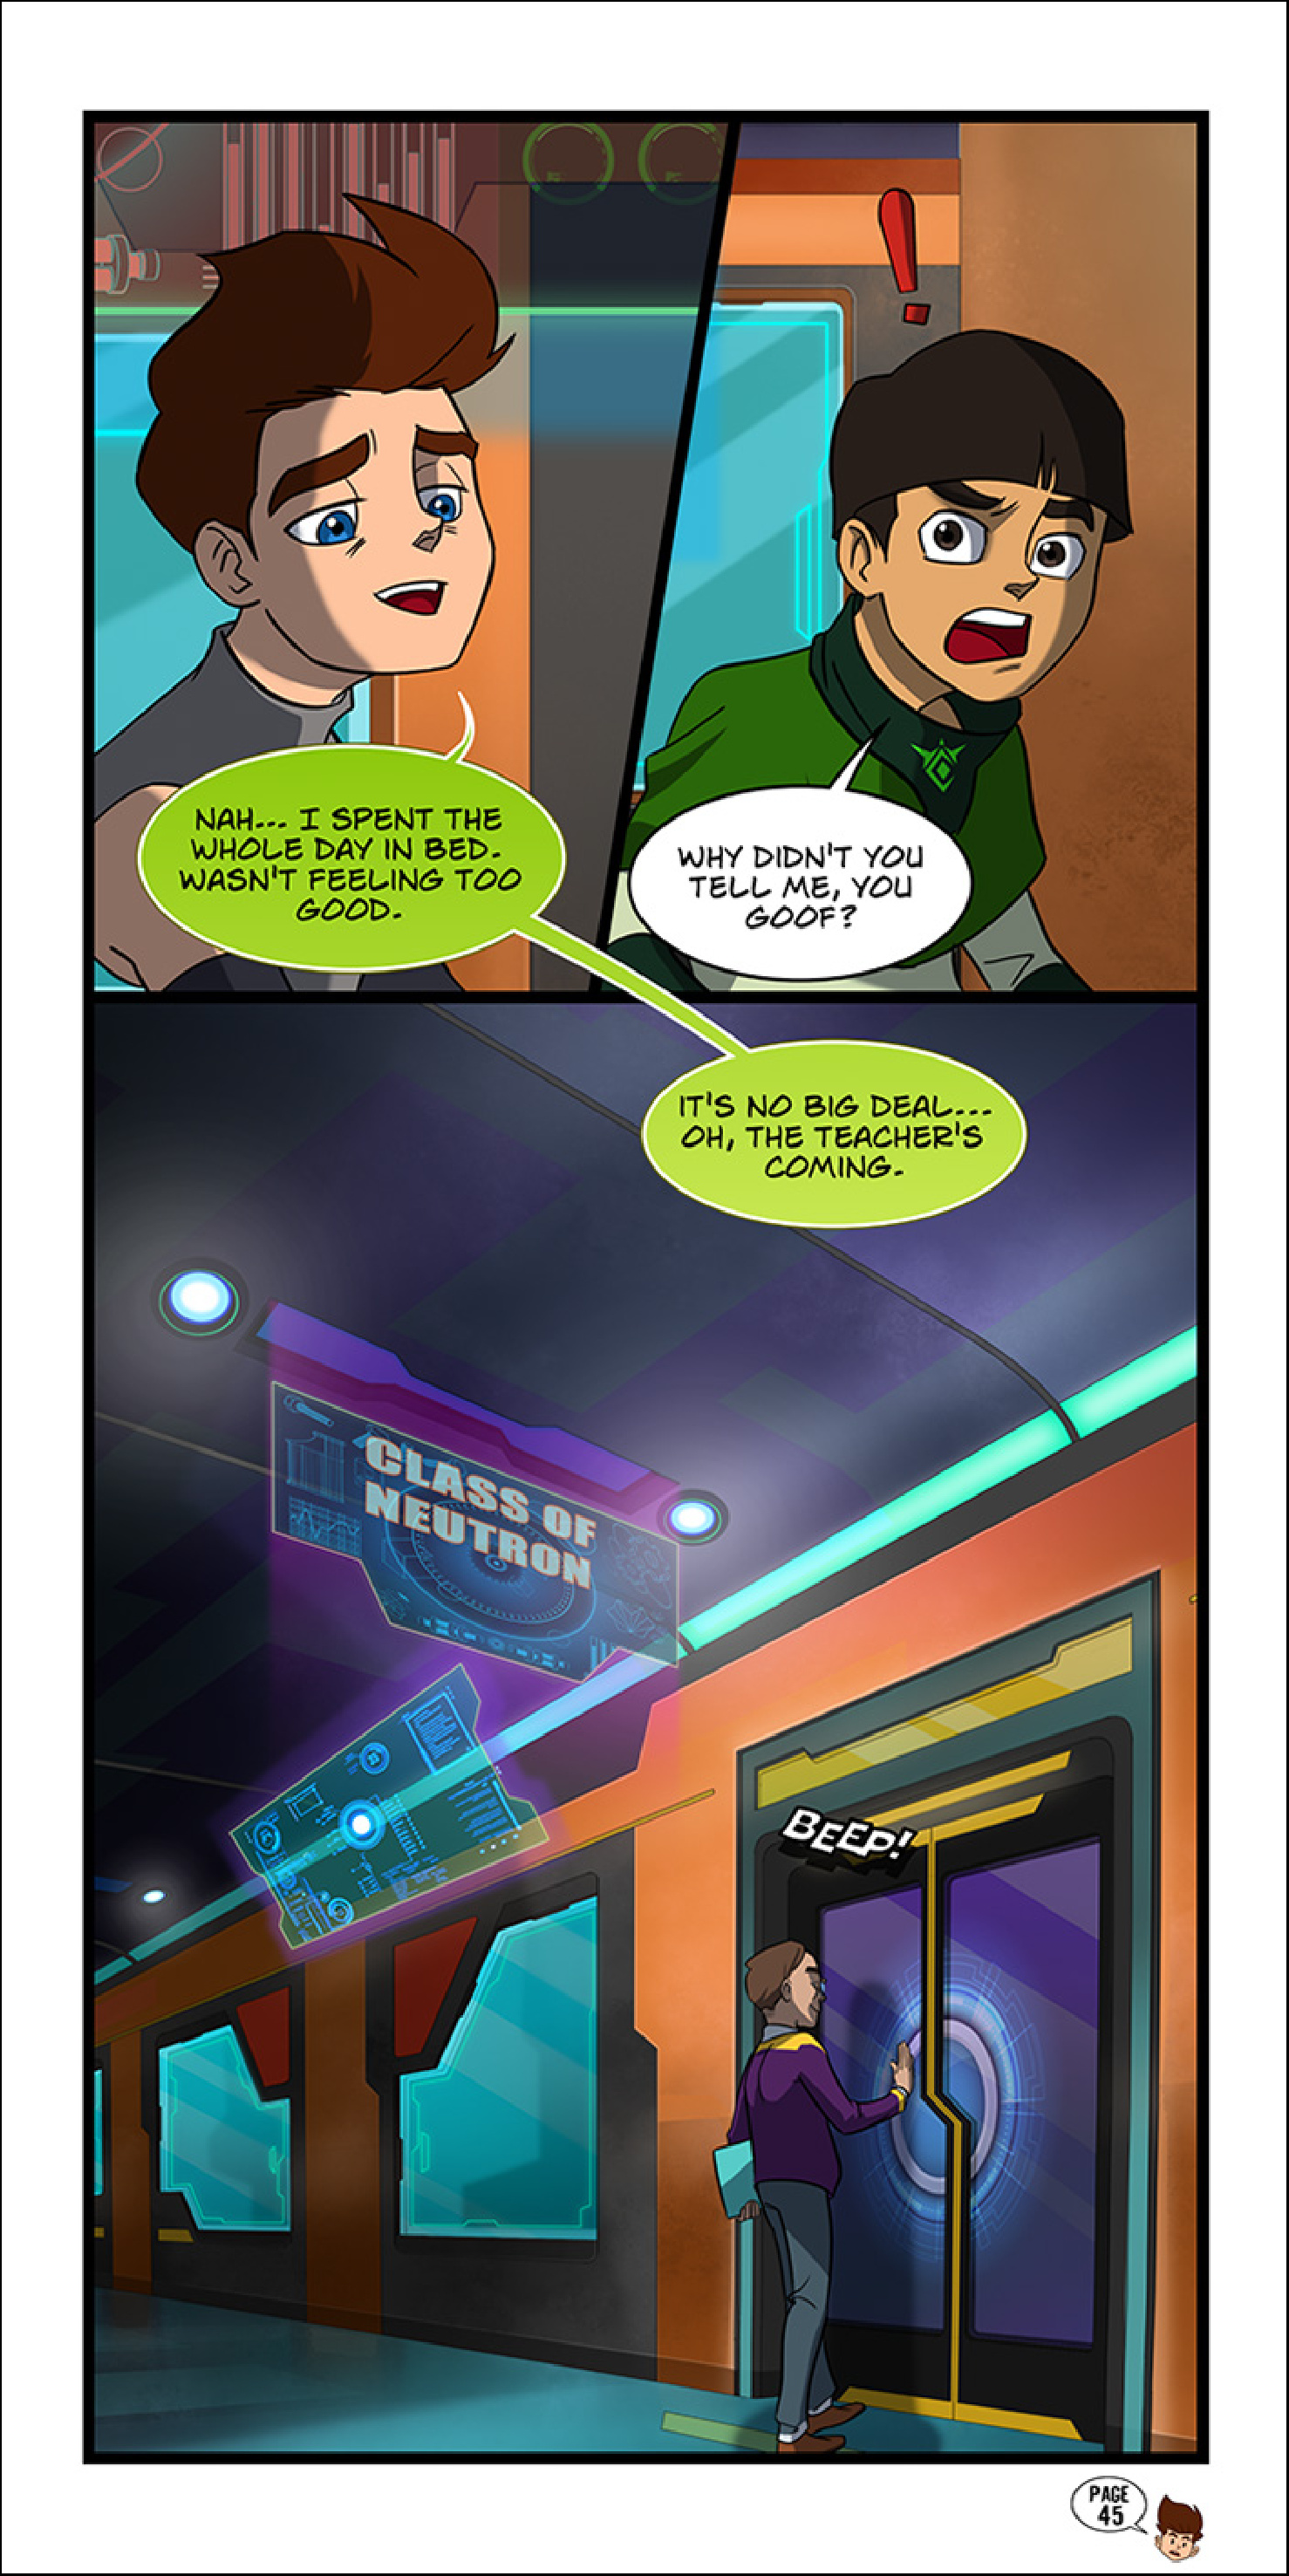 NAH... I SPENT THE
WHOLE DAY IN BED.
WASN'T FEELING TOO
GOOD.
WHY DIDN'T YOU
TELL ME, YOU
GOOF?
IT'S NO BIG DEAL...
OH, THE TEACHER'S
COMING.
CLASS OF
NEUTRON
BEEP!
PAGE
45